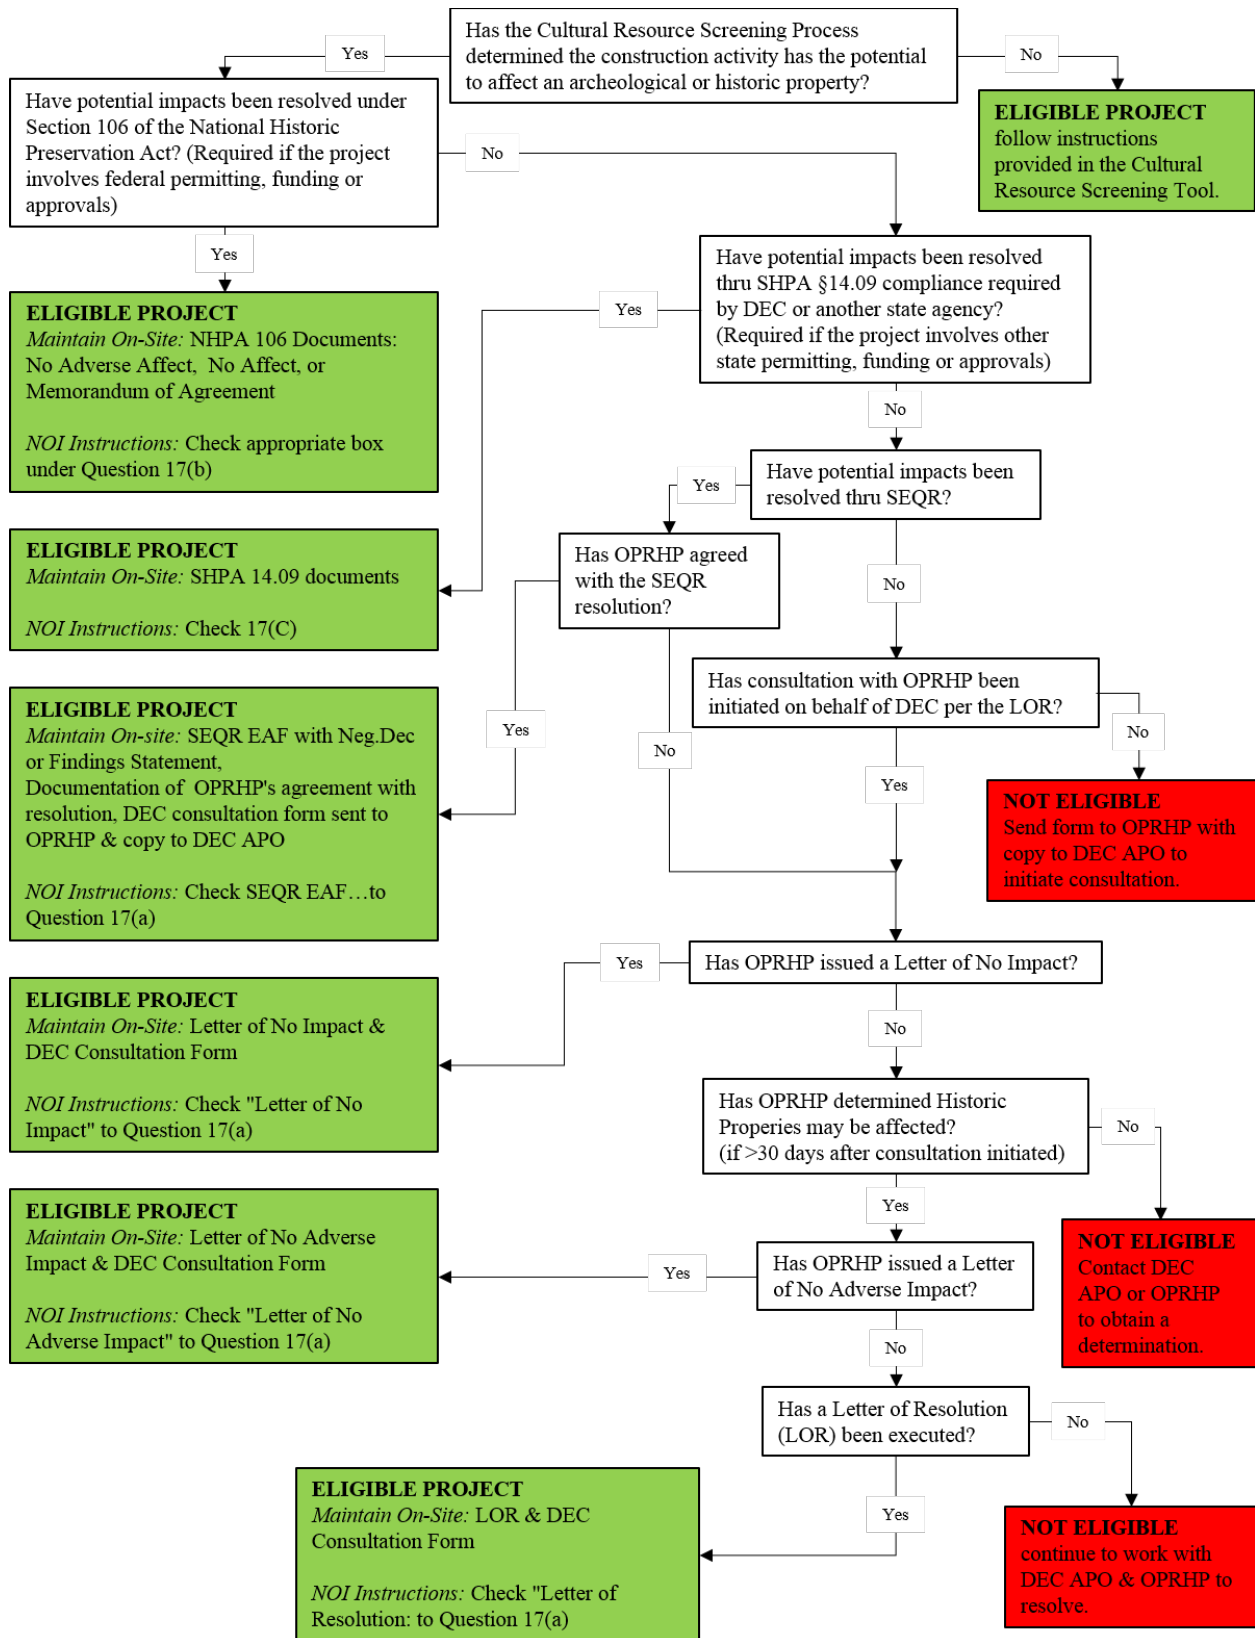 Has the Cultural Resource Screening Process
determined the construction activity has the potential
to affect an archeological or historic property?
Yes
No
Have potential impacts been resolved under
Section 106 of the National Historic
Preservation Act? (Required if the project
involves federal permitting, funding or
approvals)
ELIGIBLE PROJECT
follow instructions
provided in the Cultural
Resource Screening Tool.
No
Yes
Have potential impacts been resolved
thru SHPA §14.09 compliance required
by DEC or another state agency?
(Required if the project involves other
state permitting, funding or approvals)
ELIGIBLE PROJECT
Maintain On-Site: NHPA 106 Documents:
No Adverse Affect, No Affect, or
Memorandum of Agreement
NOI Instructions: Check appropriate box
under Question 17(b)
Yes
No
Have potential impacts been
resolved thru SEQR?
Yes
ELIGIBLE PROJECT
Maintain On-Site: SHPA 14.09 documents
NOI Instructions: Check 17(C)
Has OPRHP agreed
with the SEQR
resolution?
No
Has consultation with OPRHP been
initiated on behalf of DEC per the LOR?
ELIGIBLE PROJECT
Maintain On-site: SEQR EAF with Neg.Dec
or Findings Statement,
Documentation of OPRHP's agreement with
resolution, DEC consultation form sent to
OPRHP & copy to DEC APO
NOI Instructions: Check SEQR EAF…to
Question 17(a)
Yes
No
Yes
No
NOT ELIGIBLE
Send form to OPRHP with
copy to DEC APO to
initiate consultation.
Has OPRHP issued a Letter of No Impact?
Yes
ELIGIBLE PROJECT
Maintain On-Site: Letter of No Impact &
DEC Consultation Form
NOI Instructions: Check "Letter of No
Impact" to Question 17(a)
No
Has OPRHP determined Historic
Properies may be affected?
(if >30 days after consultation initiated)
No
Yes
ELIGIBLE PROJECT
Maintain On-Site: Letter of No Adverse
Impact & DEC Consultation Form
NOI Instructions: Check "Letter of No
Adverse Impact" to Question 17(a)
Yes
Has OPRHP issued a Letter
of No Adverse Impact?
NOT ELIGIBLE
Contact DEC
APO or OPRHP
to obtain a
determination.
No
Has a Letter of Resolution
(LOR) been executed?
No
ELIGIBLE PROJECT
Maintain On-Site: LOR & DEC
Consultation Form
NOI Instructions: Check "Letter of
Resolution: to Question 17(a)
Yes
NOT ELIGIBLE
continue to work with
DEC APO & OPRHP to
resolve.